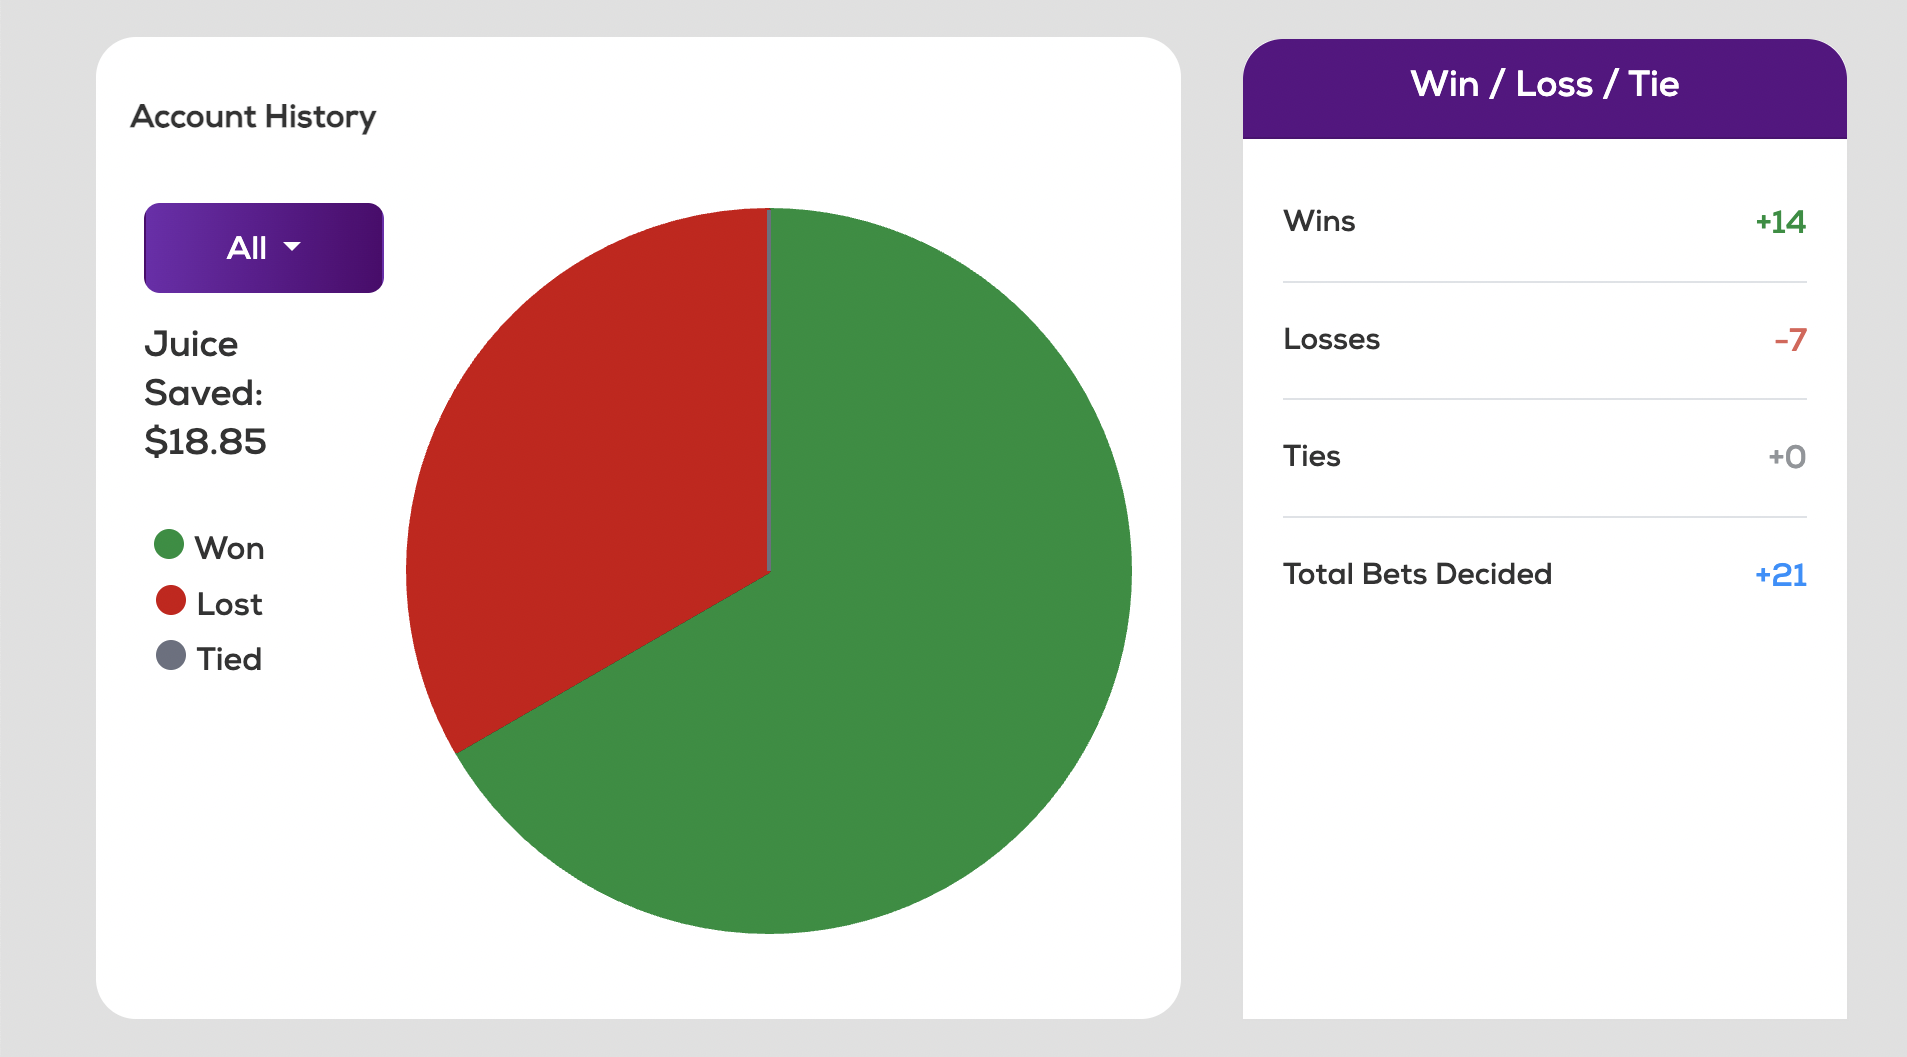 Account History
All
Juice
Saved:
$18.85
Won
Lost
Tied
Win / Loss / Tie
Wins +14
Losses -7
Ties +0
Total Bets Decided +21